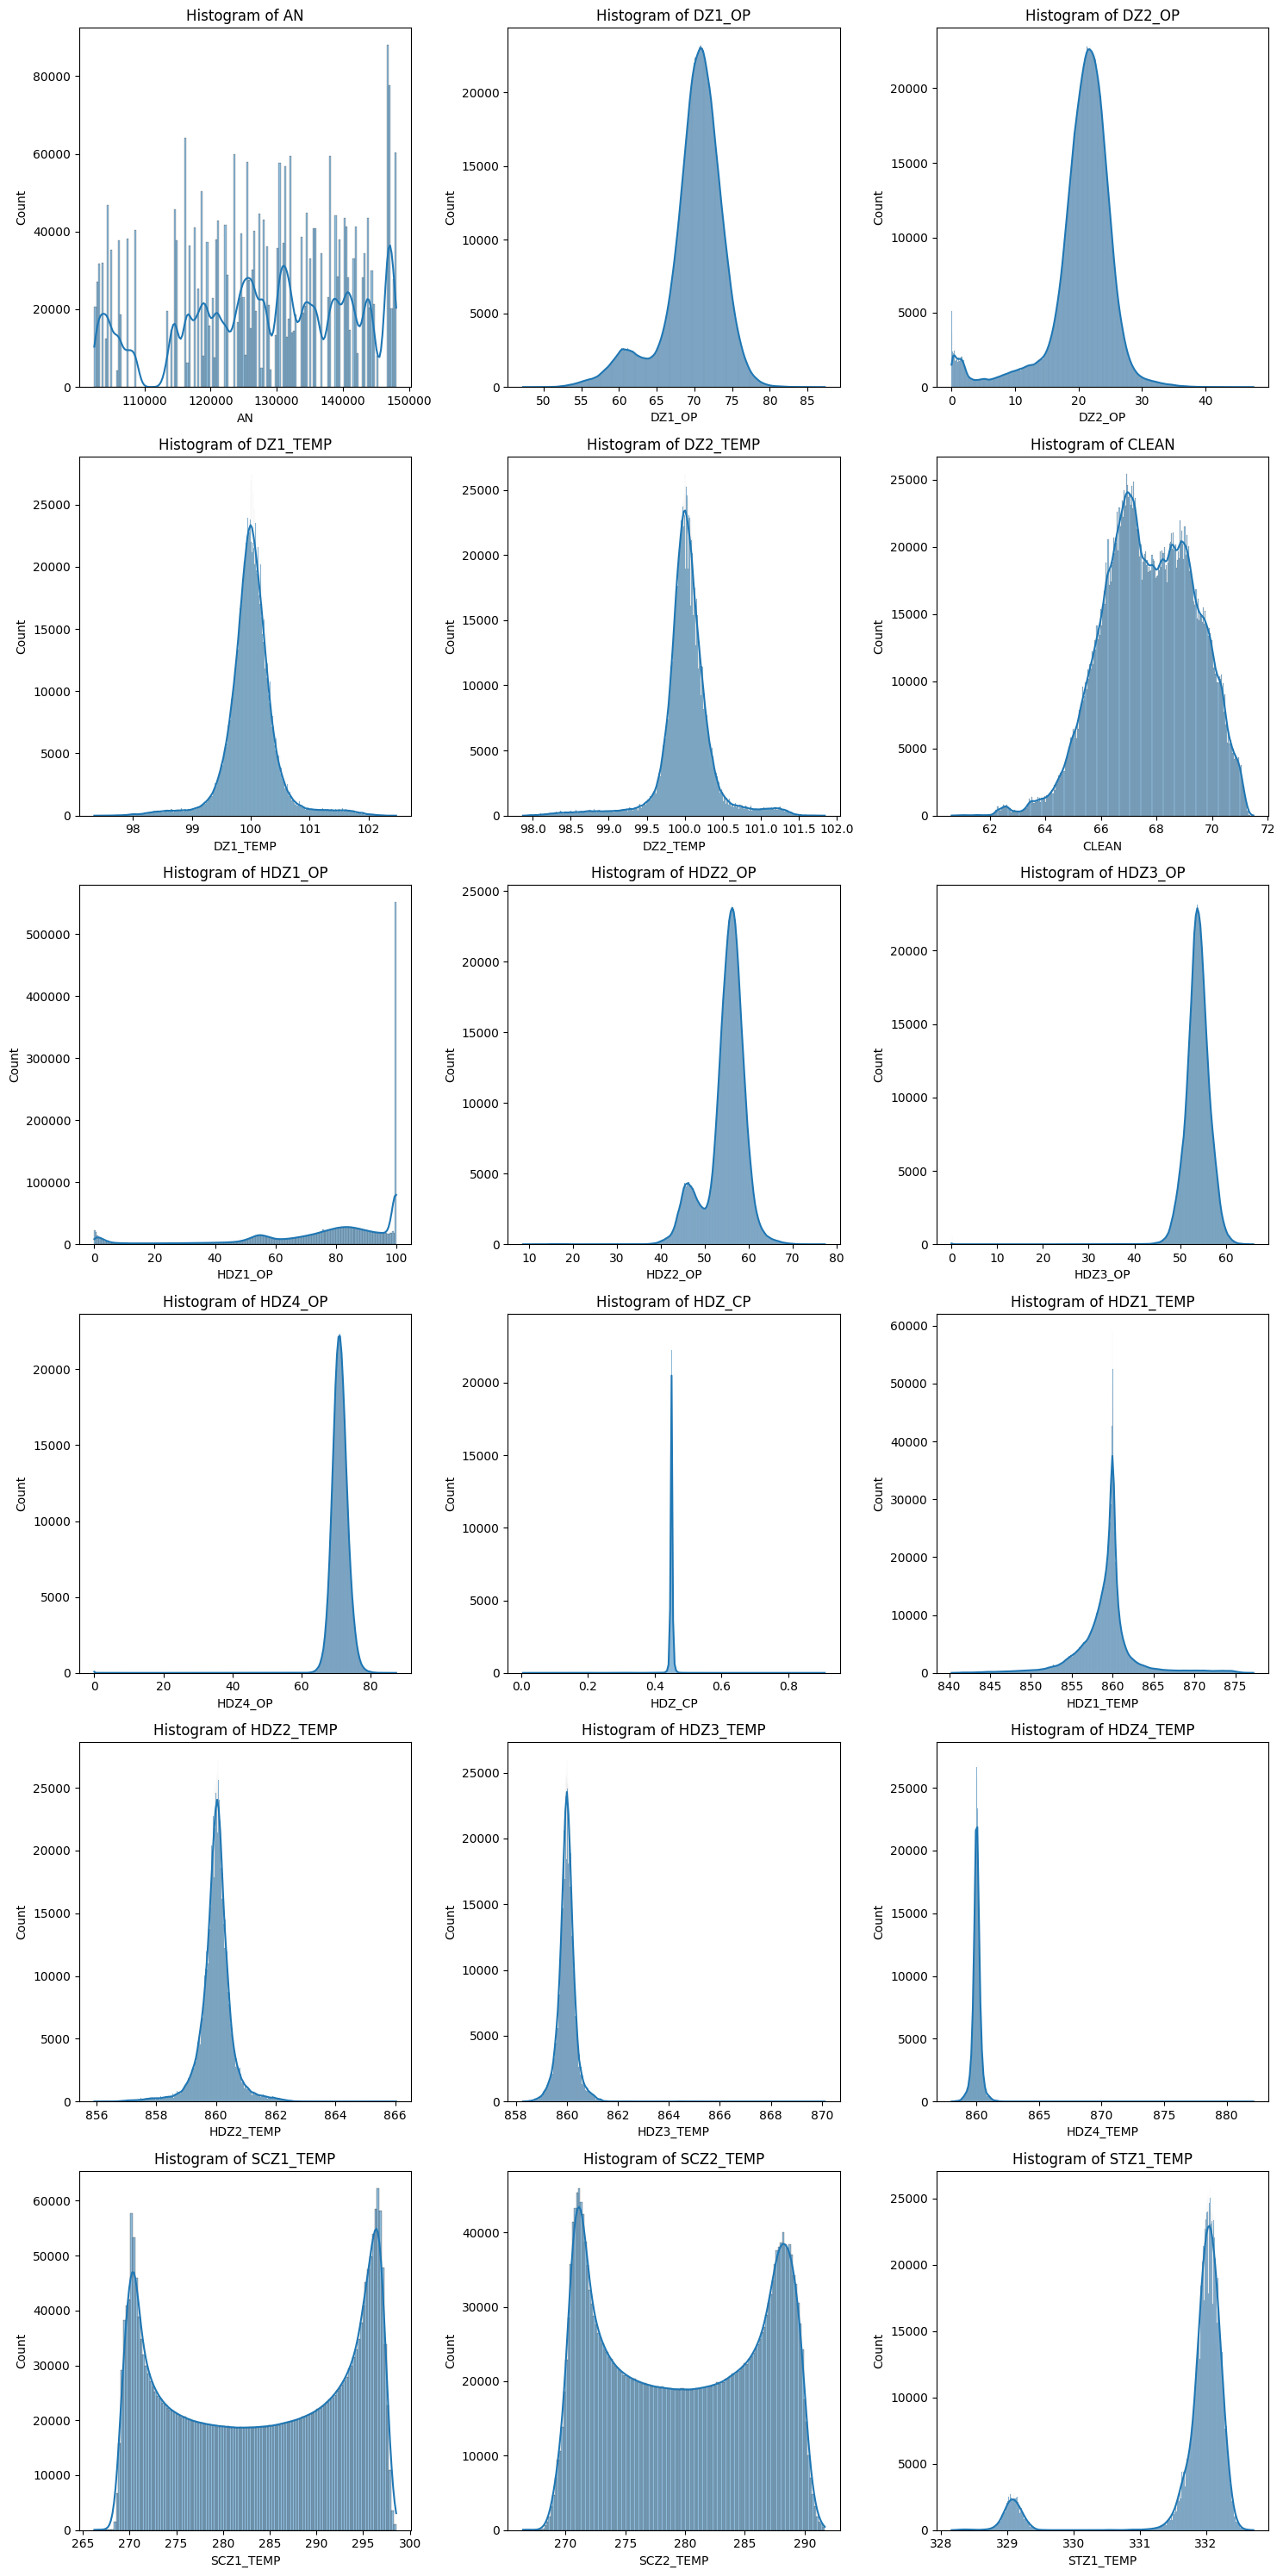 Histogram of AN
Histogram of DZ1_OP
Histogram of DZ2_OP
80000
60000
40000
20000
0
Count
110000 120000 130000 140000 150000
AN
20000
15000
10000
5000
0
Count
50 55 60 65 70 75 80 85
DZ1_OP
20000
15000
10000
5000
0
Count
0 10 20 30 40
DZ2_OP
Histogram of DZ1_TEMP
Histogram of DZ2_TEMP
Histogram of CLEAN
25000
20000
15000
10000
5000
0
Count
98 99 100 101 102
DZ1_TEMP
25000
20000
15000
10000
5000
0
Count
98.0 98.5 99.0 99.5 100.0 100.5 101.0 101.5 102.0
DZ2_TEMP
25000
20000
15000
10000
5000
0
Count
62 64 66 68 70 72
CLEAN
Histogram of HDZ1_OP
Histogram of HDZ2_OP
Histogram of HDZ3_OP
500000
400000
300000
200000
100000
0
Count
0 20 40 60 80 100
HDZ1_OP
25000
20000
15000
10000
5000
0
Count
10 20 30 40 50 60 70 80
HDZ2_OP
20000
15000
10000
5000
0
Count
0 10 20 30 40 50 60
HDZ3_OP
Histogram of HDZ4_OP
Histogram of HDZ_CP
Histogram of HDZ1_TEMP
20000
15000
10000
5000
0
Count
0 20 40 60 80
HDZ4_OP
20000
15000
10000
5000
0
Count
0.0 0.2 0.4 0.6 0.8
HDZ_CP
60000
50000
40000
30000
20000
10000
0
Count
840 845 850 855 860 865 870 875
HDZ1_TEMP
Histogram of HDZ2_TEMP
Histogram of HDZ3_TEMP
Histogram of HDZ4_TEMP
25000
20000
15000
10000
5000
0
Count
856 858 860 862 864 866
HDZ2_TEMP
25000
20000
15000
10000
5000
0
Count
858 860 862 864 866 868 870
HDZ3_TEMP
25000
20000
15000
10000
5000
0
Count
860 865 870 875 880
HDZ4_TEMP
Histogram of SCZ1_TEMP
Histogram of SCZ2_TEMP
Histogram of STZ1_TEMP
60000
50000
40000
30000
20000
10000
0
Count
265 270 275 280 285 290 295 300
SCZ1_TEMP
40000
30000
20000
10000
0
Count
270 275 280 285 290
SCZ2_TEMP
25000
20000
15000
10000
5000
0
Count
328 329 330 331 332
STZ1_TEMP